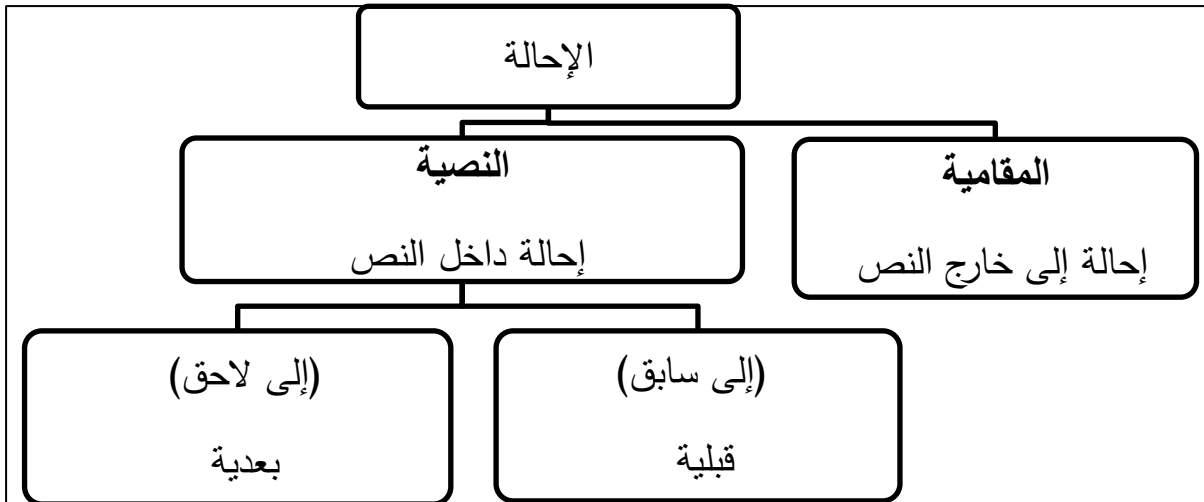 الإحالة
المقامية
إحالة إلى خارج النص
النصية
إحالة داخل النص
(إلى سابق)
قبلية
(إلى لاحق)
بعدية